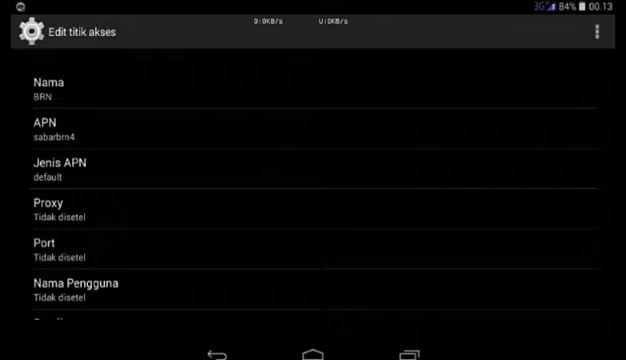 3G 84% 00.13
D:0KB/s U:0KB/s
Edit titik akses
Nama
BRN
APN
sabarbrn4
Jenis APN
default
Proxy
Tidak disetel
Port
Tidak disetel
Nama Pengguna
Tidak disetel